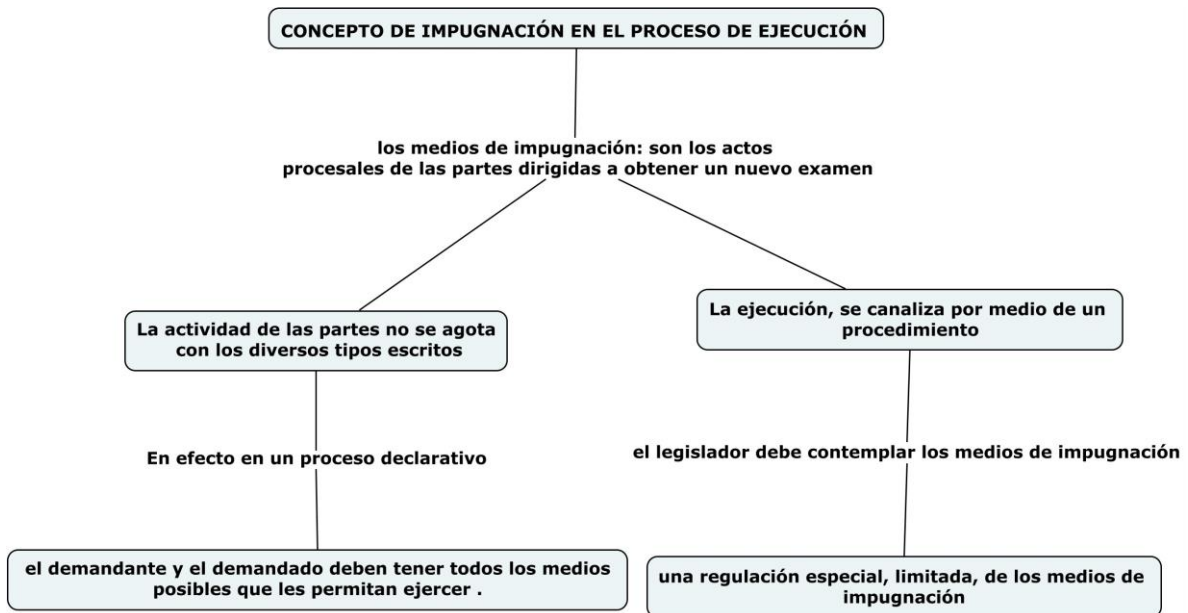 CONCEPTO DE IMPUGNACIÓN EN EL PROCESO DE EJECUCIÓN
los medios de impugnación: son los actos
procesales de las partes dirigidas a obtener un nuevo examen
La actividad de las partes no se agota
con los diversos tipos escritos
La ejecución, se canaliza por medio de un
procedimiento
En efecto en un proceso declarativo
el legislador debe contemplar los medios de impugnación
el demandante y el demandado deben tener todos los medios
posibles que les permitan ejercer .
una regulación especial, limitada, de los medios de
impugnación